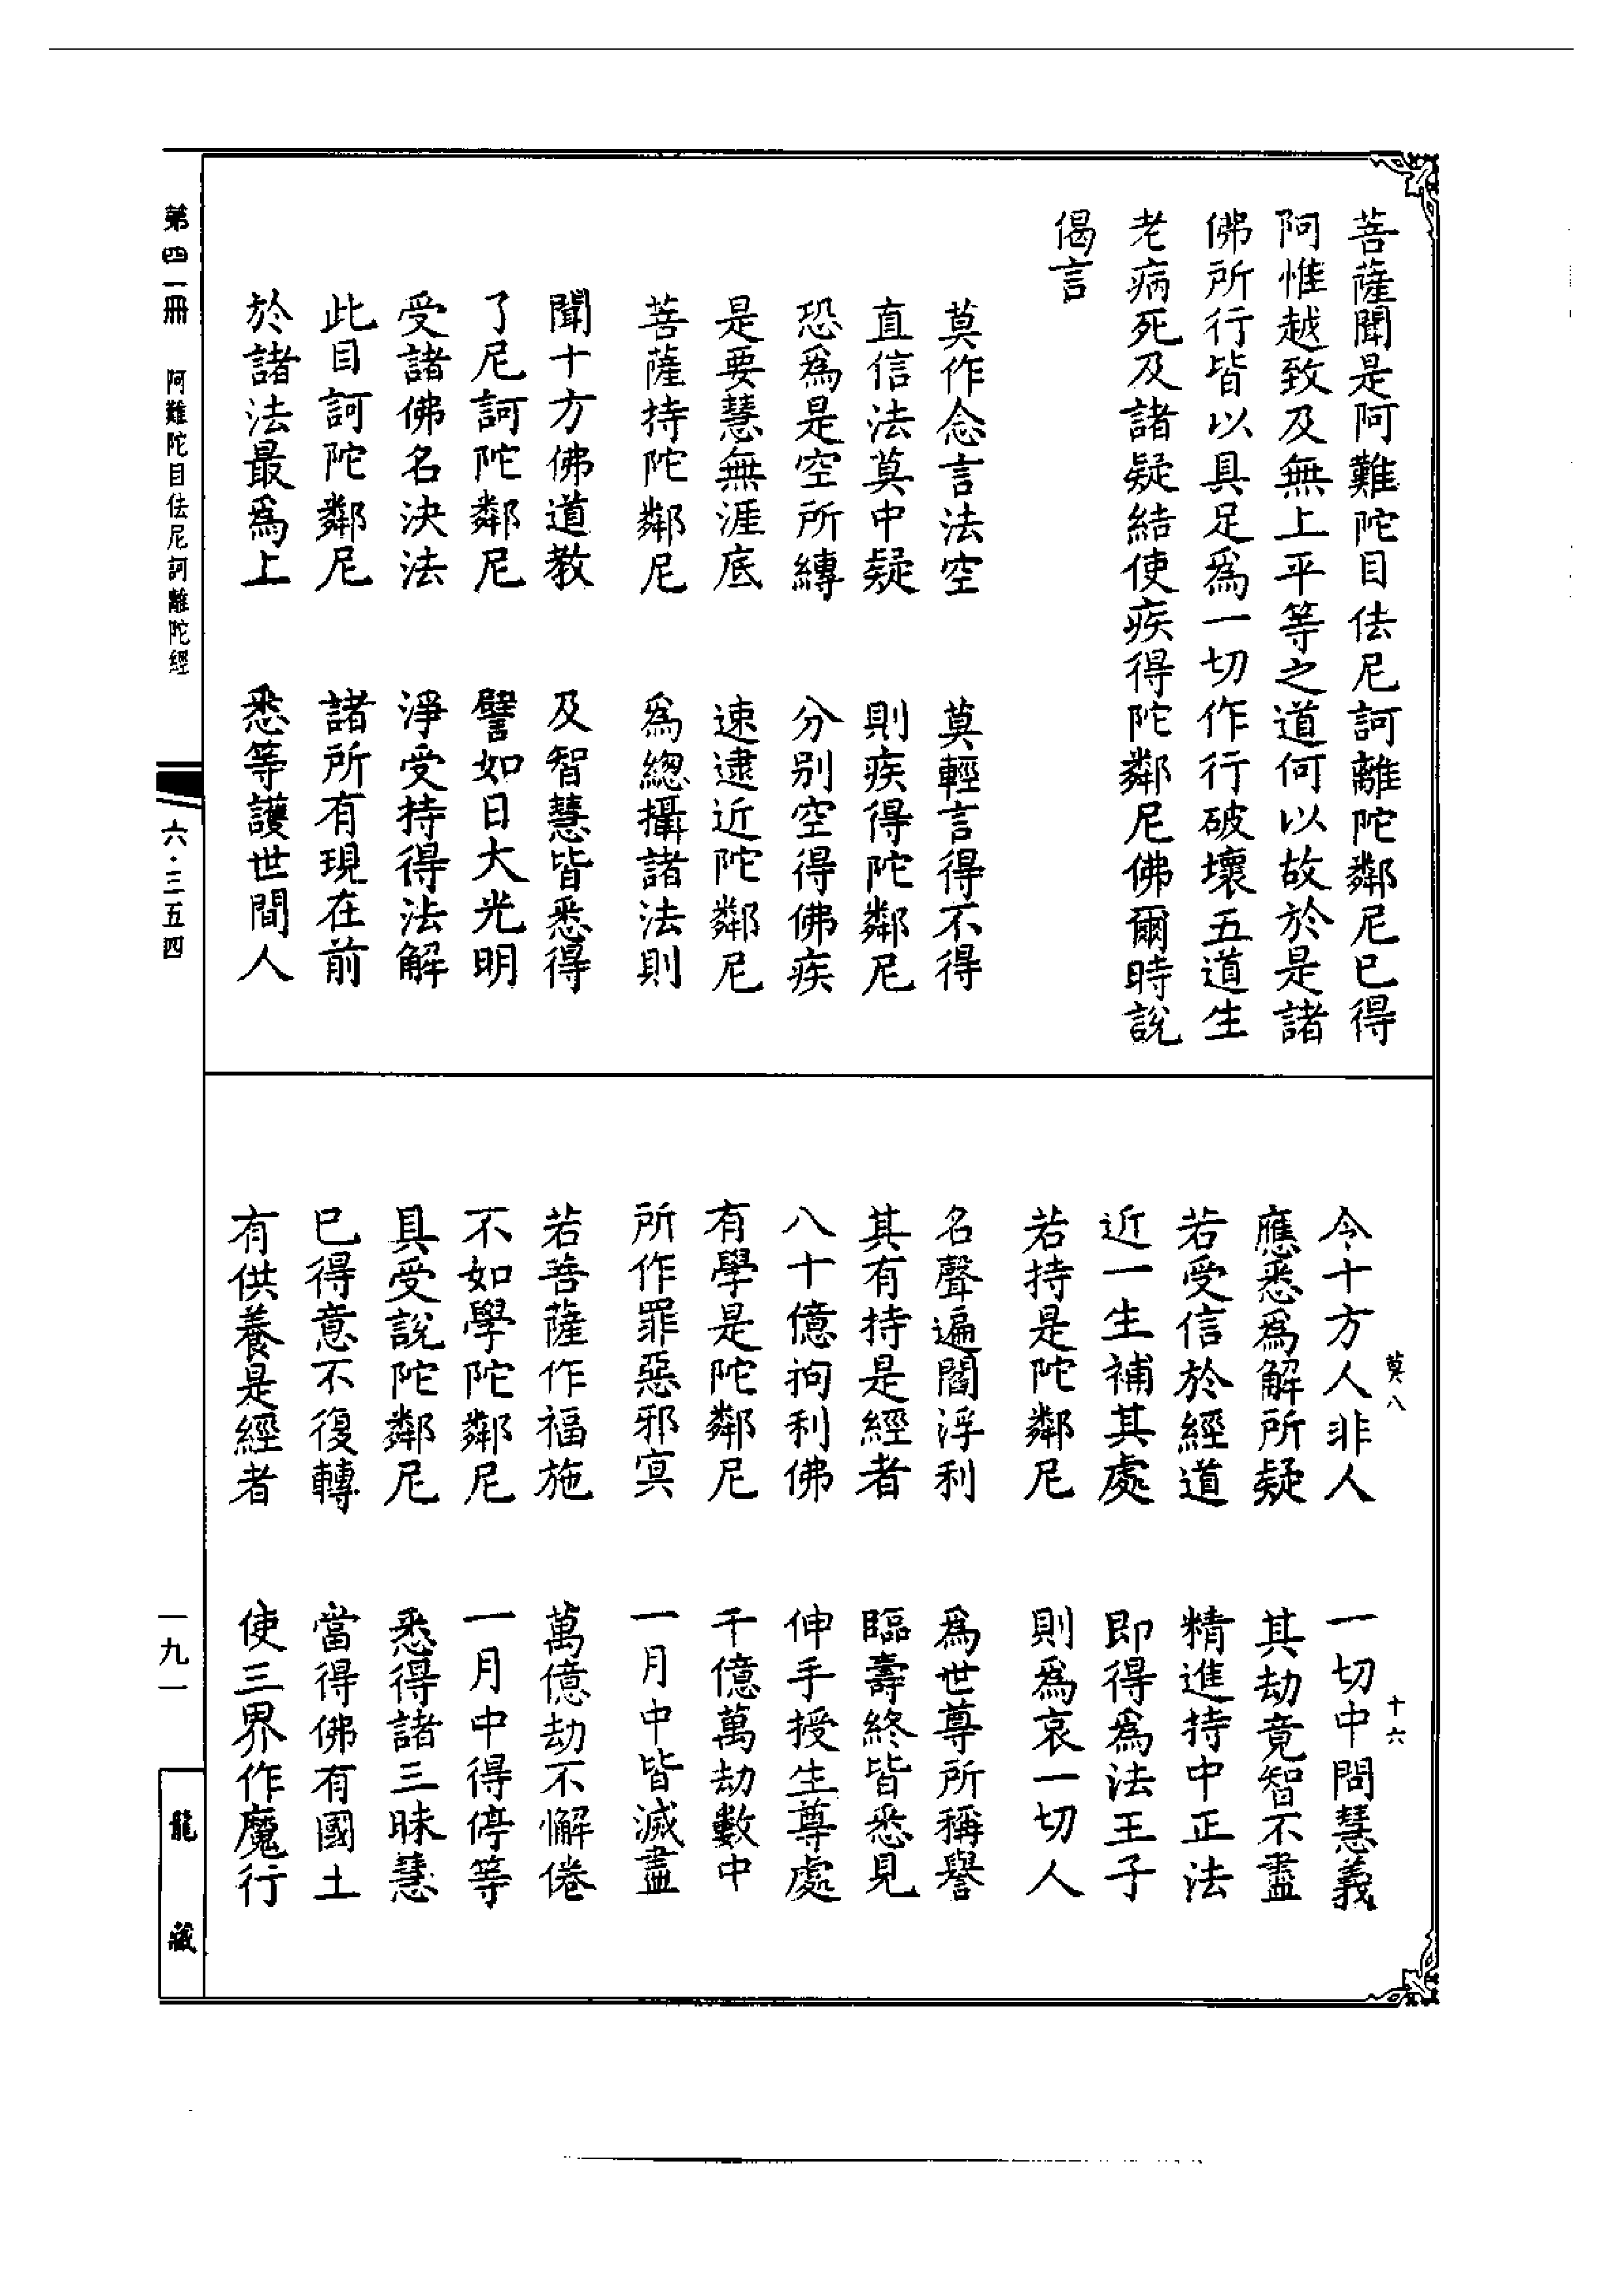 菩薩聞是阿難陀目佉尼訶離陀鄰尼已得
阿惟越致及無上平等之道何以故於是諸
佛所行皆以具足爲一切作行破壞五道生
老病死及諸疑結使疾得陀鄰尼佛爾時說
偈言
莫作念言法空　莫輕言得不得
直信法莫中疑　則疾得陀鄰尼
恐爲是空所縛　分別空得佛疾
是要慧無涯底　速逮近陀鄰尼
菩薩持陀鄰尼　爲總攝諸法則
聞十方佛道教　及智慧皆悉得
了尼訶陀鄰尼　譬如日大光明
受諸佛名決法　淨受持得法解
此目訶陀鄰尼　諸所有現在前
於諸法最爲上　悉等護世間人
莫八　十六
令十方人非人　一切中問慧義
應悉爲解所疑　其劫竟智不盡
若受信於經道　精進持中正法
近一生補其處　即得爲法王子
若持是陀鄰尼　則爲哀一切人
名聲遍閻浮利　爲世尊所稱譽
其有持是經者　臨壽終皆悉見
八十億拘利佛　伸手授生尊處
有學是陀鄰尼　千億萬劫數中
所作罪惡邪冥　一月中皆滅盡
若菩薩作福施　萬億劫不懈倦
不如學陀鄰尼　一月中得停等
具受說陀鄰尼　悉得諸三昧慧
已得意不復轉　當得佛有國土
有供養是經者　使三界作魔行
第四一冊　阿難陀目佉尼訶離陀經
六・三五四
一九一
龍藏